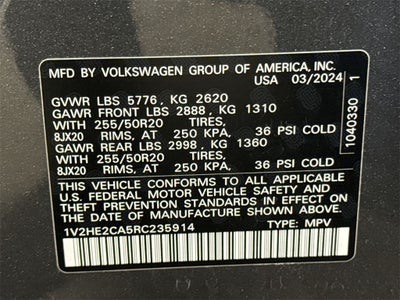 MFD BY VOLKSWAGEN GROUP OF AMERICA, INC.
USA 03/2024
GVWR LBS 5776, KG 2620
GAWR FRONT LBS 2888, KG 1310
WITH 255/50R20 TIRES,
8JX20 RIMS, AT 250 KPA, 36 PSI COLD
GAWR REAR LBS 2998, KG 1360
WITH 255/50R20 TIRES,
8JX20 RIMS, AT 250 KPA, 36 PSI COLD
THIS VEHICLE CONFORMS TO ALL APPLICABLE
U.S. FEDERAL MOTOR VEHICLE SAFETY AND
THEFT PREVENTION STANDARDS IN EFFECT ON
THE DATE OF MANUFACTURE SHOWN ABOVE.
1V2HE2CA5RC235914 TYPE: MPV
1040330 1